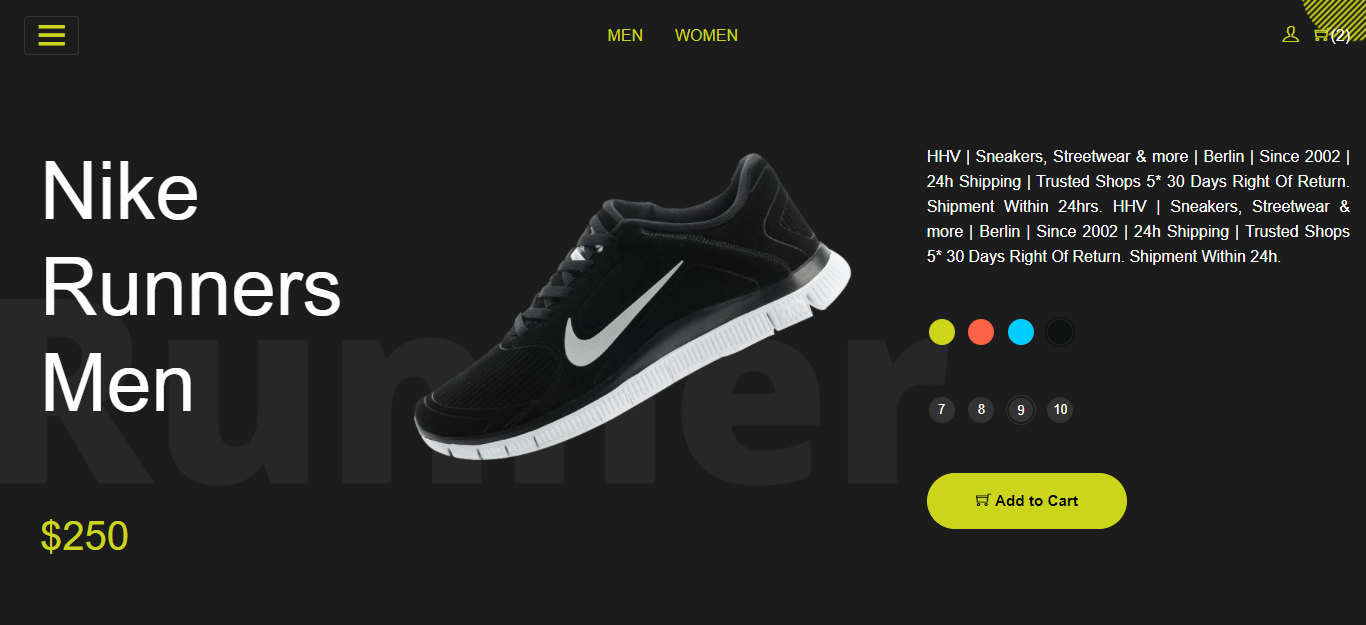 MEN WOMEN (2)
Nike
Runners
Men
Runner
$250
HHV | Sneakers, Streetwear & more | Berlin | Since 2002 |
24h Shipping | Trusted Shops 5* 30 Days Right Of Return.
Shipment Within 24hrs. HHV | Sneakers, Streetwear &
more | Berlin | Since 2002 | 24h Shipping | Trusted Shops
5* 30 Days Right Of Return. Shipment Within 24h.
7 8 9 10
Add to Cart